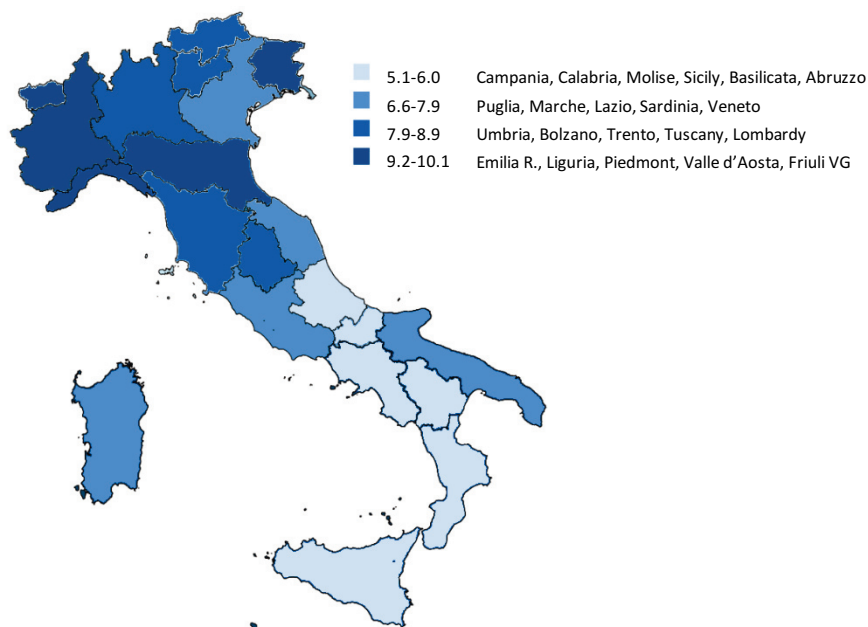 5.1-6.0 Campania, Calabria, Molise, Sicily, Basilicata, Abruzzo
6.6-7.9 Puglia, Marche, Lazio, Sardinia, Veneto
7.9-8.9 Umbria, Bolzano, Trento, Tuscany, Lombardy
9.2-10.1 Emilia R., Liguria, Piedmont, Valle d’Aosta, Friuli VG